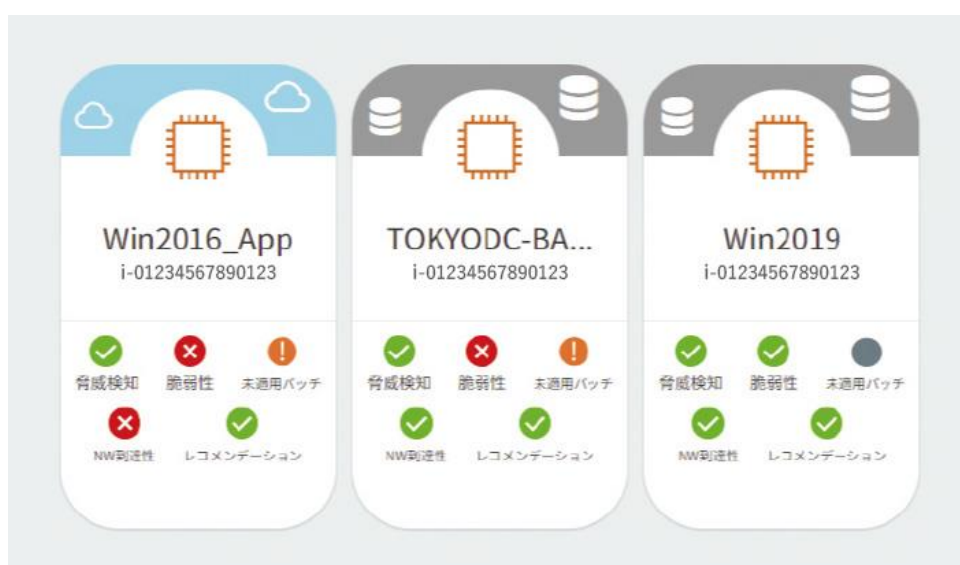 Win2016_App TOKYODC-BA... Win2019
i-01234567890123 i-01234567890123 i-01234567890123
脅威検知 脆弱性 未適用パッチ 脅威検知 脆弱性 未適用パッチ 脅威検知 脆弱性 未適用パッチ
NW到達性 レコメンデーション NW到達性 レコメンデーション NW到達性 レコメンデーション